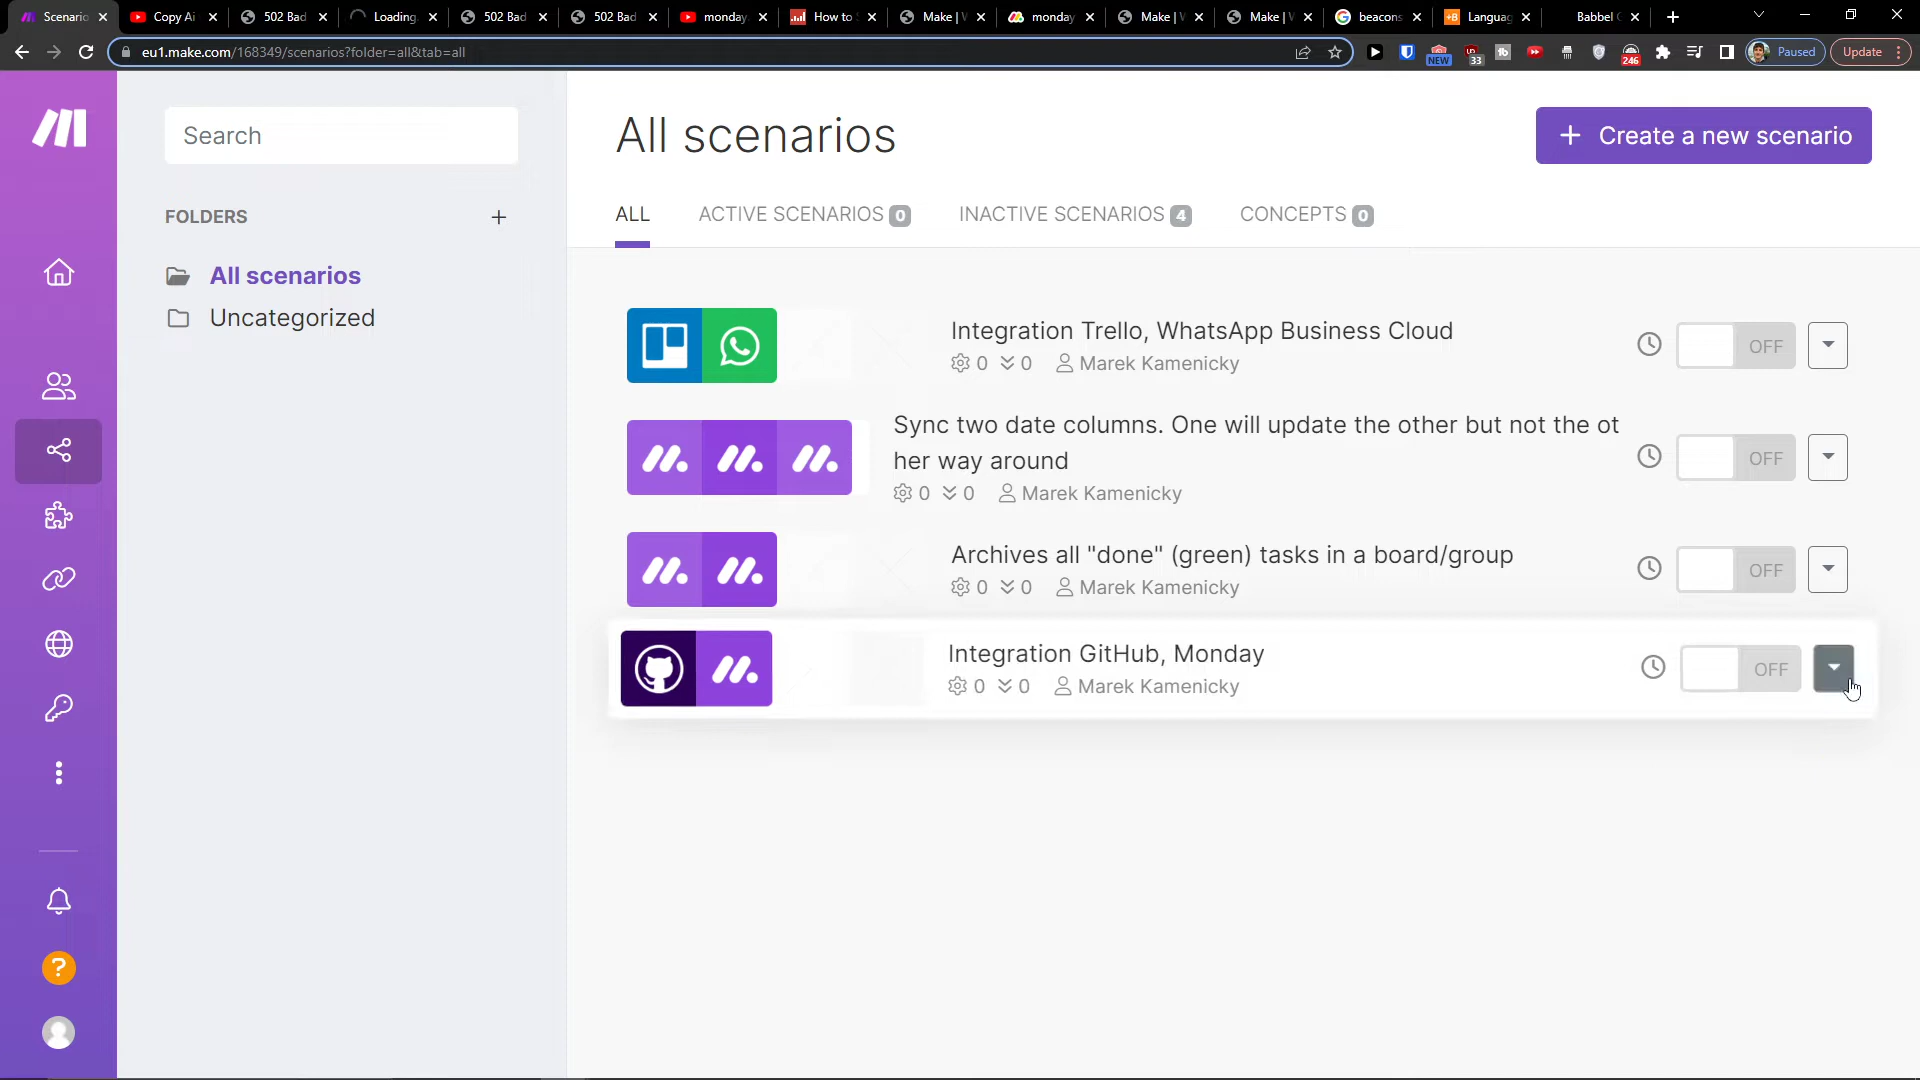 Scenario
Copy Ai
502 Bad
Loading
502 Bad
502 Bad
monday
How to
Make | W
monday
Make | W
Make | W
beacons
Languag
Babbel
eu1.make.com/168349/scenarios?folder=all&tab=all
NEW
33
246
Paused
Update
Search
All scenarios
+ Create a new scenario
FOLDERS +
ALL
ACTIVE SCENARIOS 0
INACTIVE SCENARIOS 4
CONCEPTS 0
All scenarios
Uncategorized
Integration Trello, WhatsApp Business Cloud
0 0 Marek Kamenicky
OFF
Sync two date columns. One will update the other but not the ot
her way around
0 0 Marek Kamenicky
OFF
Archives all "done" (green) tasks in a board/group
0 0 Marek Kamenicky
OFF
Integration GitHub, Monday
0 0 Marek Kamenicky
OFF
?